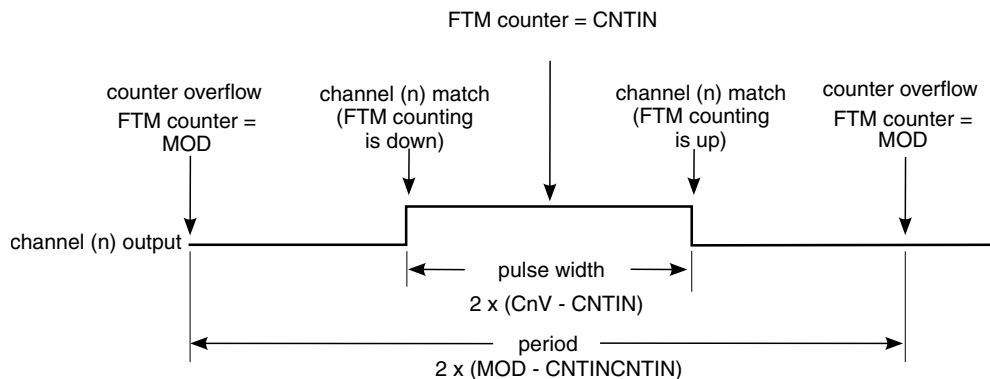 FTM counter = CNTIN
counter overflow
FTM counter =
MOD
channel (n) match
(FTM counting
is down)
channel (n) match
(FTM counting
is up)
counter overflow
FTM counter =
MOD
channel (n) output
pulse width
2 x (CnV - CNTIN)
period
2 x (MOD - CNTINCNTIN)